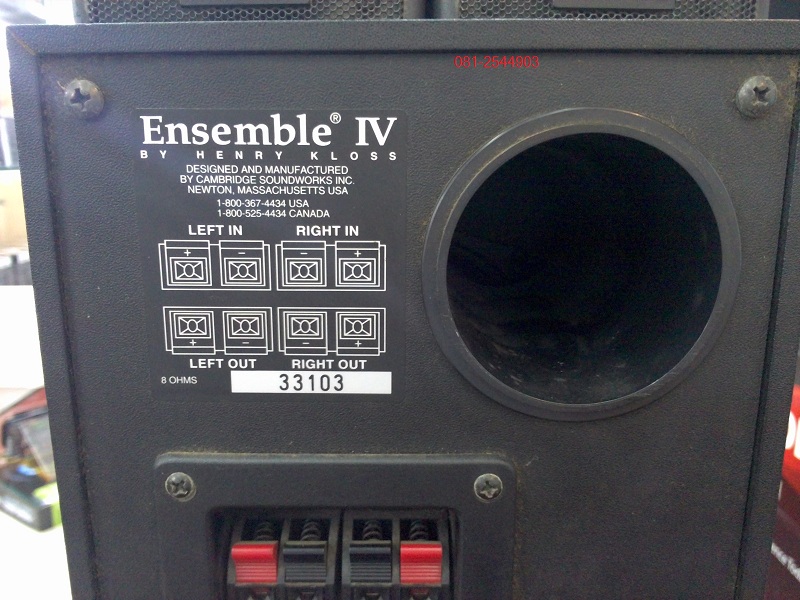 081-2544903
Ensemble® IV
BY HENRY KLOSS
DESIGNED AND MANUFACTURED
BY CAMBRIDGE SOUNDWORKS INC.
NEWTON, MASSACHUSETTS USA
1-800-367-4434 USA
1-800-525-4434 CANADA
LEFT IN RIGHT IN
+ − − +
+ − − +
LEFT OUT RIGHT OUT
8 OHMS 33103